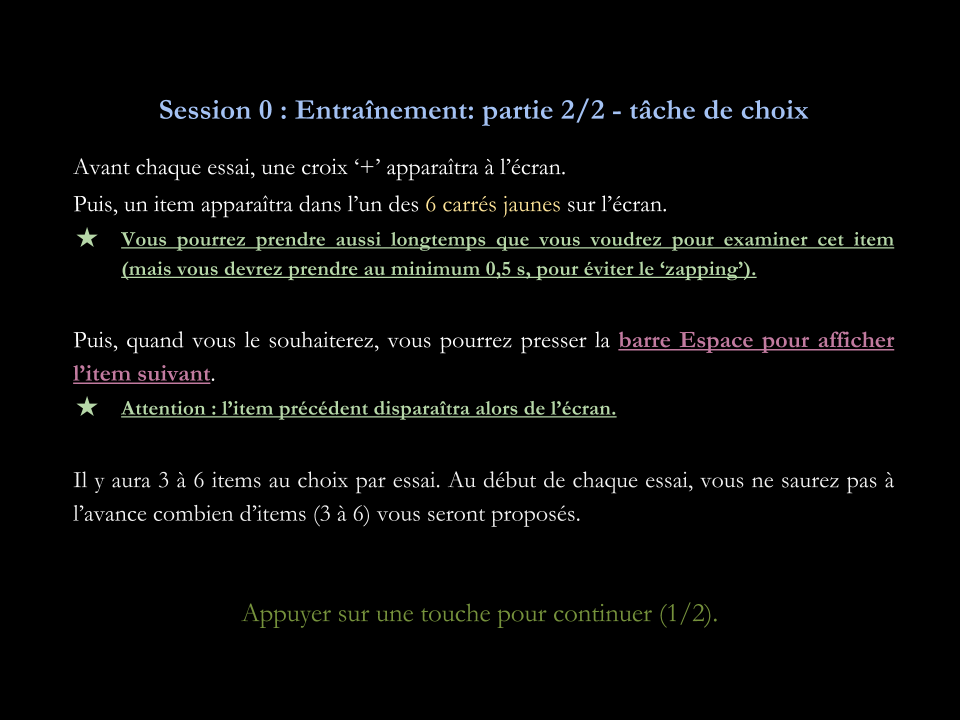 Session 0 : Entraînement: partie 2/2 - tâche de choix
Avant chaque essai, une croix ‘+’ apparaîtra à l’écran.
Puis, un item apparaîtra dans l’un des 6 carrés jaunes sur l’écran.
★ Vous pourrez prendre aussi longtemps que vous voudrez pour examiner cet item
(mais vous devrez prendre au minimum 0,5 s, pour éviter le ‘zapping’).
Puis, quand vous le souhaiterez, vous pourrez presser la barre Espace pour afficher
l’item suivant.
★ Attention : l’item précédent disparaîtra alors de l’écran.
Il y aura 3 à 6 items au choix par essai. Au début de chaque essai, vous ne saurez pas à
l’avance combien d’items (3 à 6) vous seront proposés.
Appuyer sur une touche pour continuer (1/2).